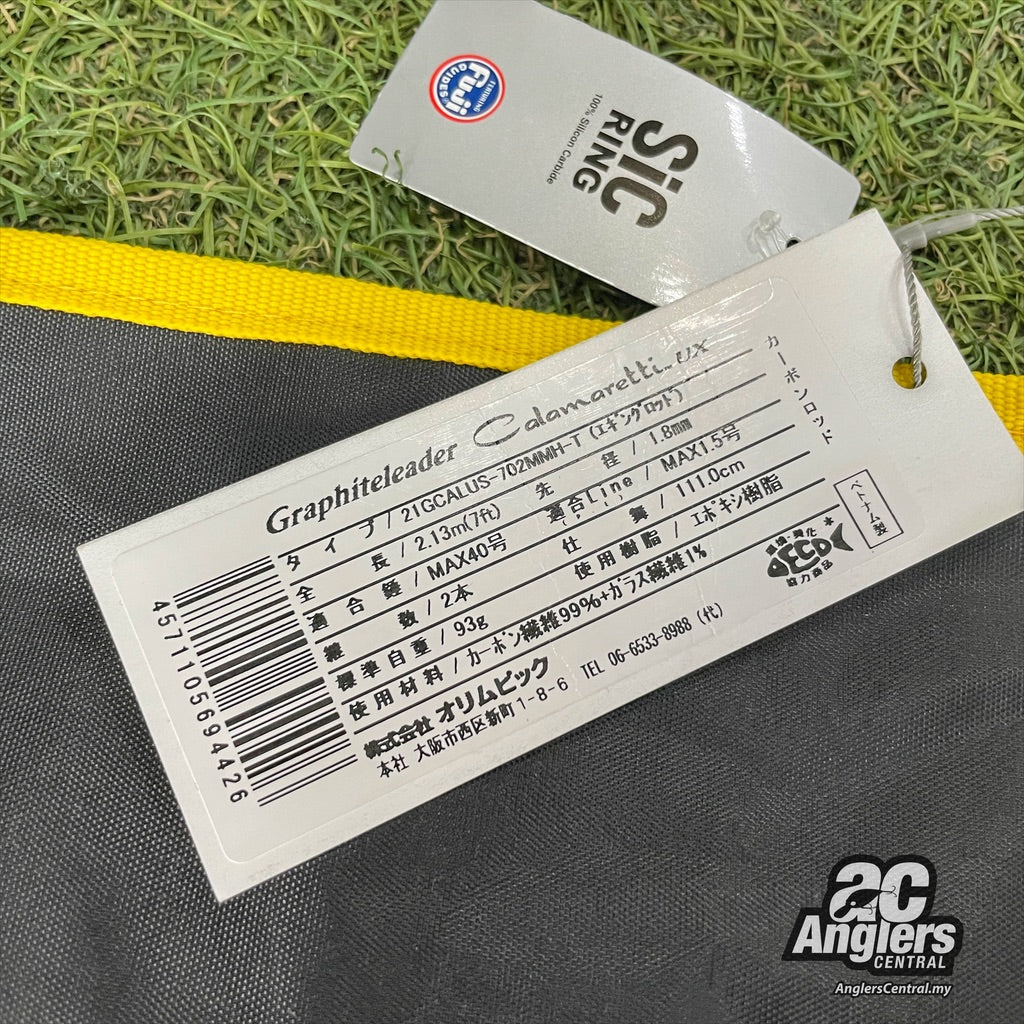 FEATURING
Fuji
GUIDES
SiC
RING
100% Silicon Carbide
Graphiteleader Calamaretti UX
カーボンロッド
タイプ/21GCALUS-702MMH-T (エギングロッド)
全長/2.13m(7ft) 先径/1.8mm
適合錘/MAX40号 適合Line/MAX1.5号
継数/2本 仕舞/111.0cm
標準自重/93g 使用樹脂/エポキシ樹脂
使用材料/カーボン繊維99%+ガラス繊維1%
株式会社 オリムピック
本社 大阪市西区新町1-8-6 TEL 06-6533-8988 (代)
ECO
協力商品
ベトナム製
4571105694426
ac
Anglers
CENTRAL
AnglersCentral.my